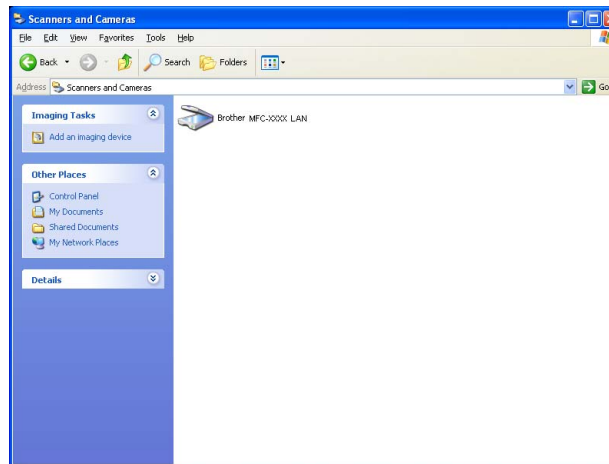 Scanners and Cameras
File Edit View Favorites Tools Help
Back Search Folders
Address Scanners and Cameras Go
Imaging Tasks
Add an imaging device
Other Places
Control Panel
My Documents
Shared Documents
My Network Places
Details
Brother MFC-XXXX LAN